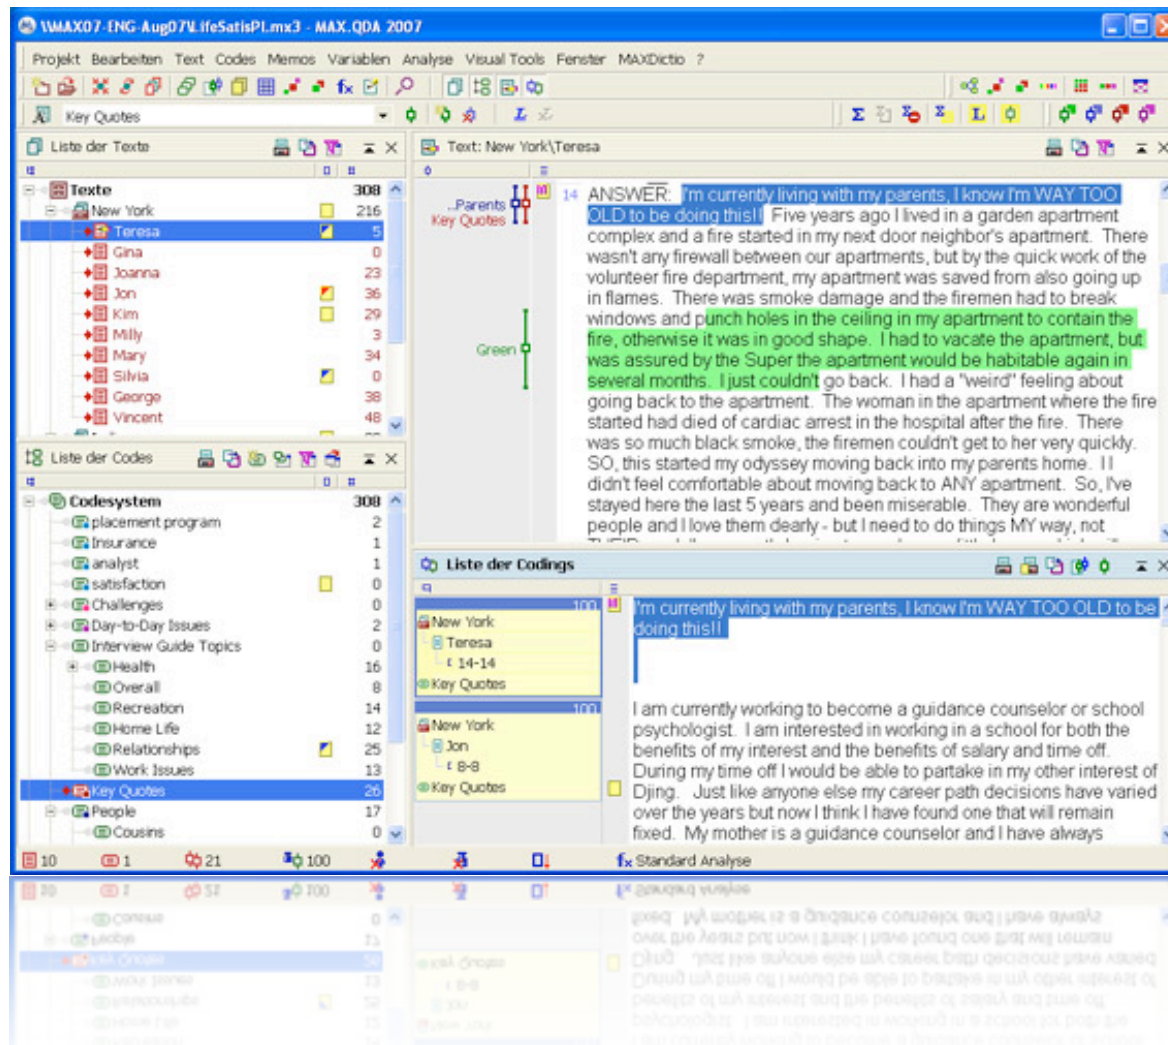 \\MAX07-ENG-Aug07\LifeSatisPI.mx3 - MAX.QDA 2007
Projekt Bearbeiten Text Codes Memos Variablen Analyse Visual Tools Fenster MAXDictio ?
Key Quotes
Liste der Texte
Texte 308
New York 216
Teresa 5
Gina 0
Joanna 23
Jon 36
Kim 29
Milly 3
Mary 34
Silvia 0
George 38
Vincent 48
Liste der Codes
Codesystem 308
placement program 2
Insurance 1
analyst 1
satisfaction 0
Challenges 0
Day-to-Day Issues 2
Interview Guide Topics 0
Health 16
Overall 8
Recreation 14
Home Life 12
Relationships 25
Work Issues 13
Key Quotes 26
People 17
Cousins 0
Text: New York\Teresa
..Parents
Key Quotes
Green
14 ANSWER: I'm currently living with my parents, I know I'm WAY TOO
OLD to be doing this!! Five years ago I lived in a garden apartment
complex and a fire started in my next door neighbor's apartment. There
wasn't any firewall between our apartments, but by the quick work of the
volunteer fire department, my apartment was saved from also going up
in flames. There was smoke damage and the firemen had to break
windows and punch holes in the ceiling in my apartment to contain the
fire, otherwise it was in good shape. I had to vacate the apartment, but
was assured by the Super the apartment would be habitable again in
several months. I just couldn't go back. I had a "weird" feeling about
going back to the apartment. The woman in the apartment where the fire
started had died of cardiac arrest in the hospital after the fire. There
was so much black smoke, the firemen couldn't get to her very quickly.
SO, this started my odyssey moving back into my parents home. I I
didn't feel comfortable about moving back to ANY apartment. So, I've
stayed here the last 5 years and been miserable. They are wonderful
people and I love them dearly - but I need to do things MY way, not
Liste der Codings
100
New York
Teresa
14-14
Key Quotes
100
New York
Jon
8-8
Key Quotes
I'm currently living with my parents, I know I'm WAY TOO OLD to be
doing this!!
I am currently working to become a guidance counselor or school
psychologist. I am interested in working in a school for both the
benefits of my interest and the benefits of salary and time off.
During my time off I would be able to partake in my other interest of
Djing. Just like anyone else my career path decisions have varied
over the years but now I think I have found one that will remain
fixed. My mother is a guidance counselor and I have always
10 1 21 100 Standard Analyse